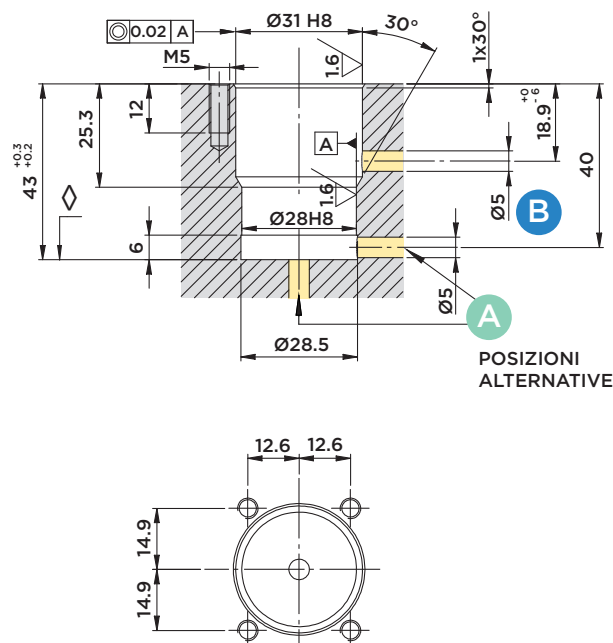 0.02 A
Ø31 H8
30°
M5
1.6
1x30°
12
25.3
43 +0.3 +0.2
A
18.9 +0 -6
40
Ø5
B
1.6
Ø28H8
6
Ø5
A
Ø28.5
POSIZIONI
ALTERNATIVE
12.6 12.6
14.9
14.9